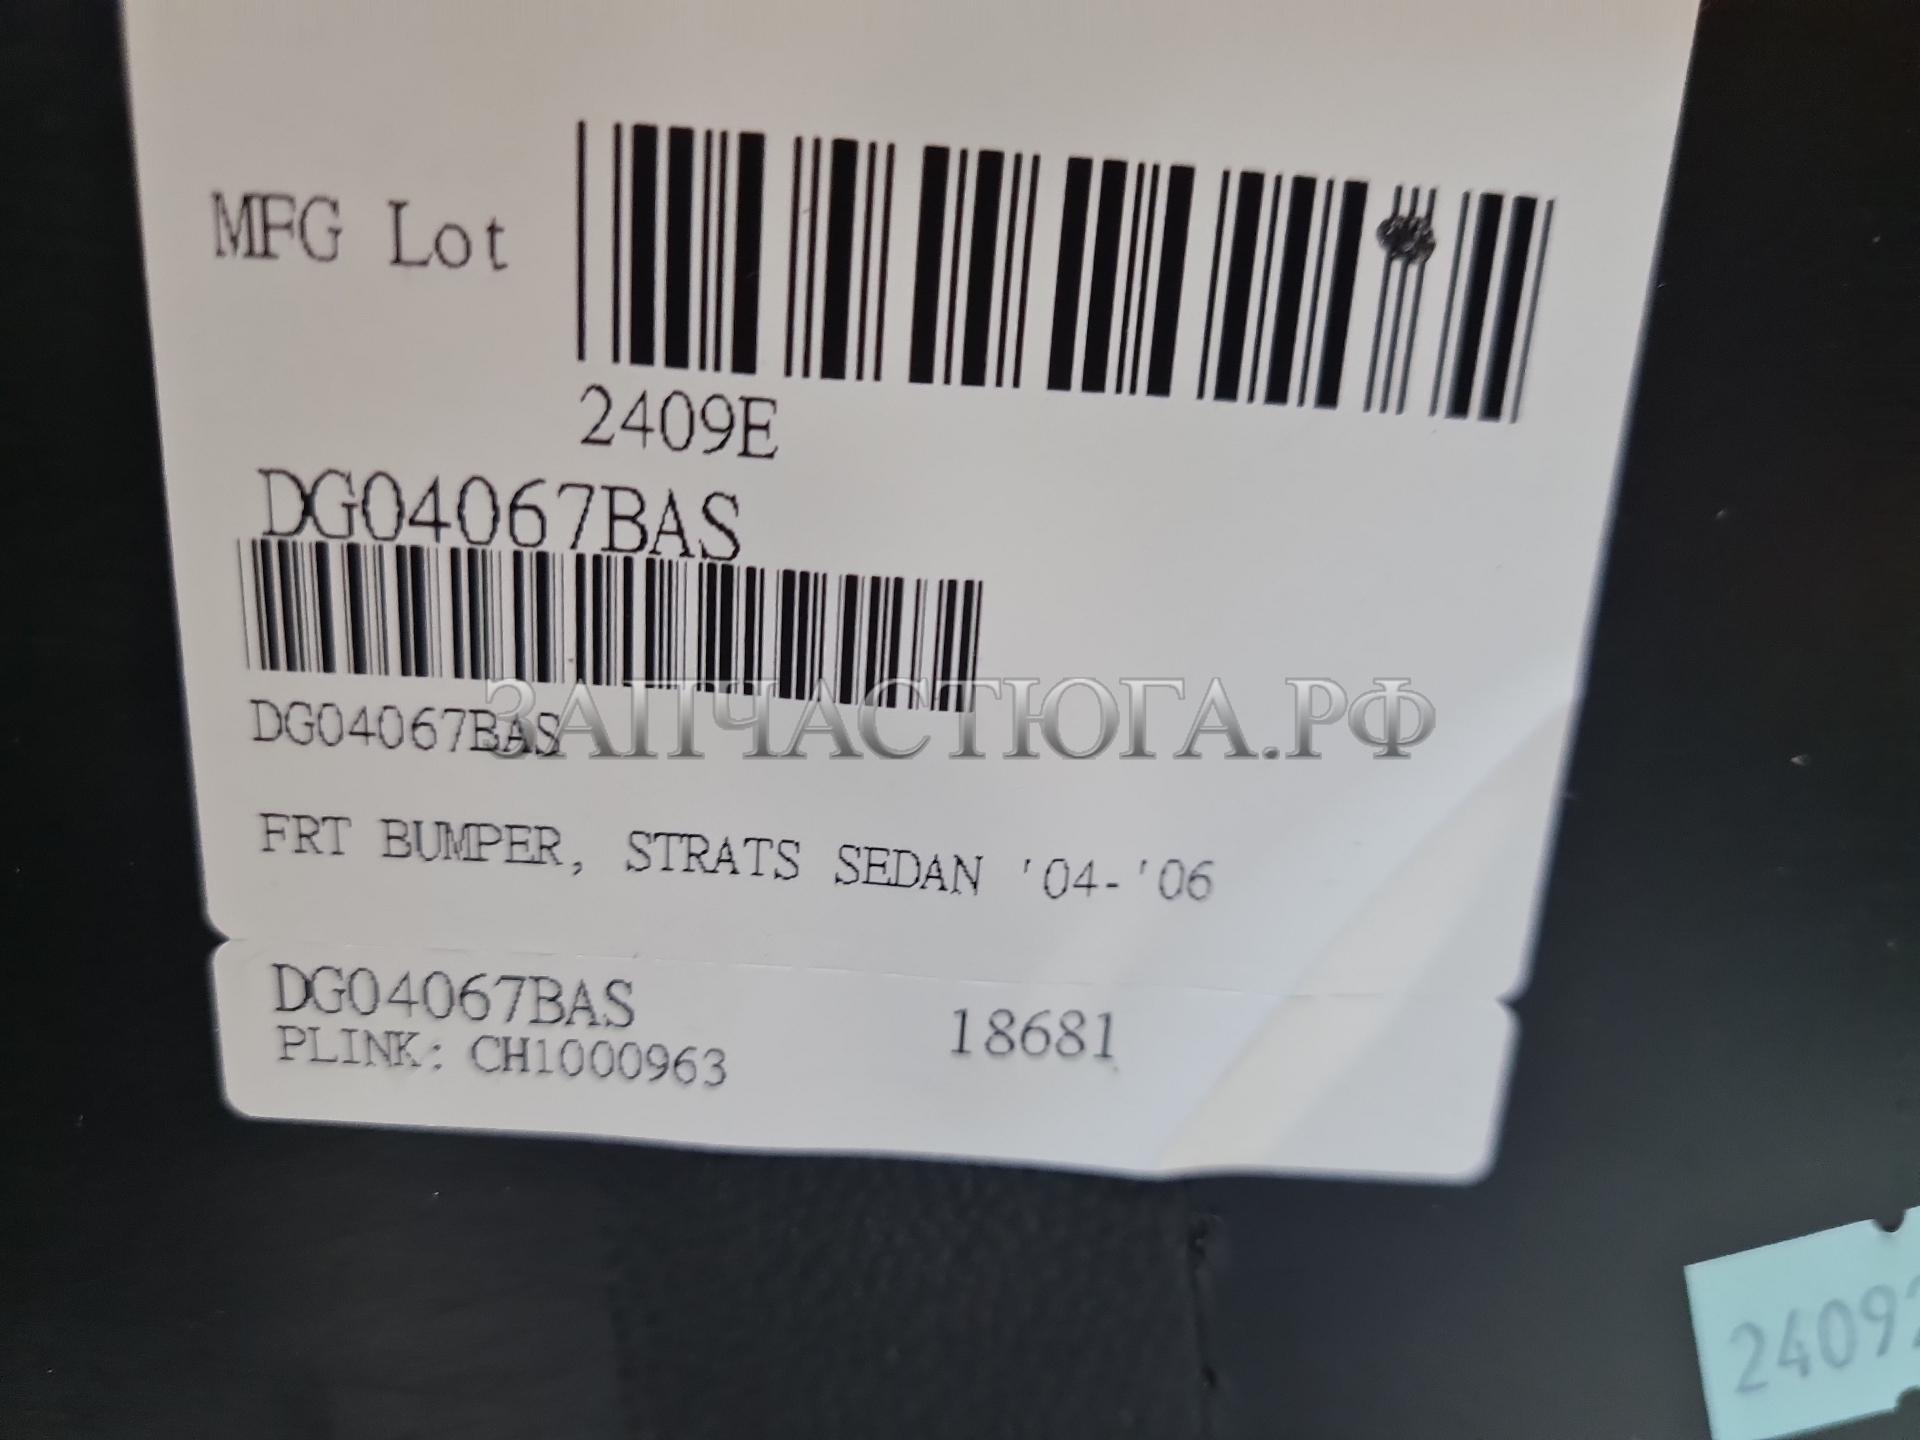 MFG Lot
2409E
DG04067BAS
DG04067BAS
ЗАПЧАСТЮГА.РФ
FRT BUMPER, STRATS SEDAN '04-'06
DG04067BAS 18681
PLINK: CH1000963
2409